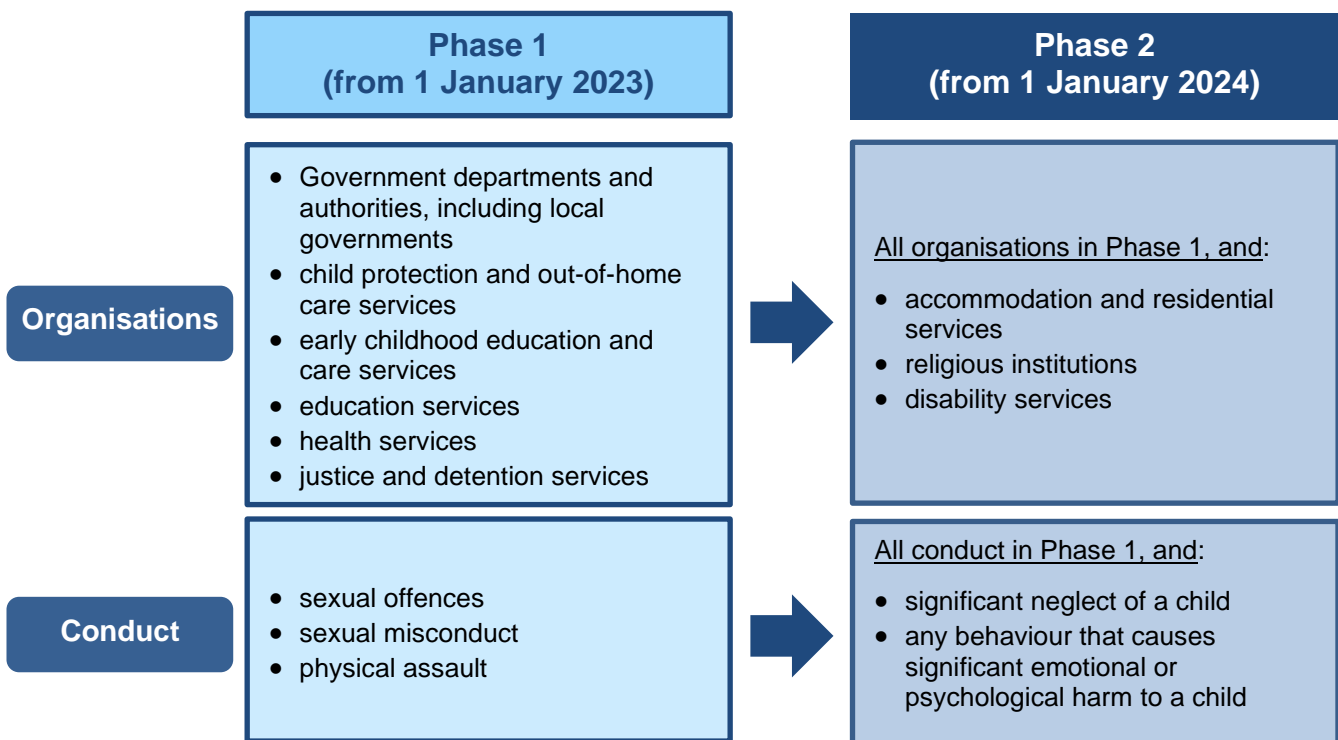 Phase 1
(from 1 January 2023)
Phase 2
(from 1 January 2024)
Organisations
• Government departments and
authorities, including local
governments
• child protection and out-of-home
care services
• early childhood education and
care services
• education services
• health services
• justice and detention services
All organisations in Phase 1, and:
• accommodation and residential
services
• religious institutions
• disability services
Conduct
• sexual offences
• sexual misconduct
• physical assault
All conduct in Phase 1, and:
• significant neglect of a child
• any behaviour that causes
significant emotional or
psychological harm to a child